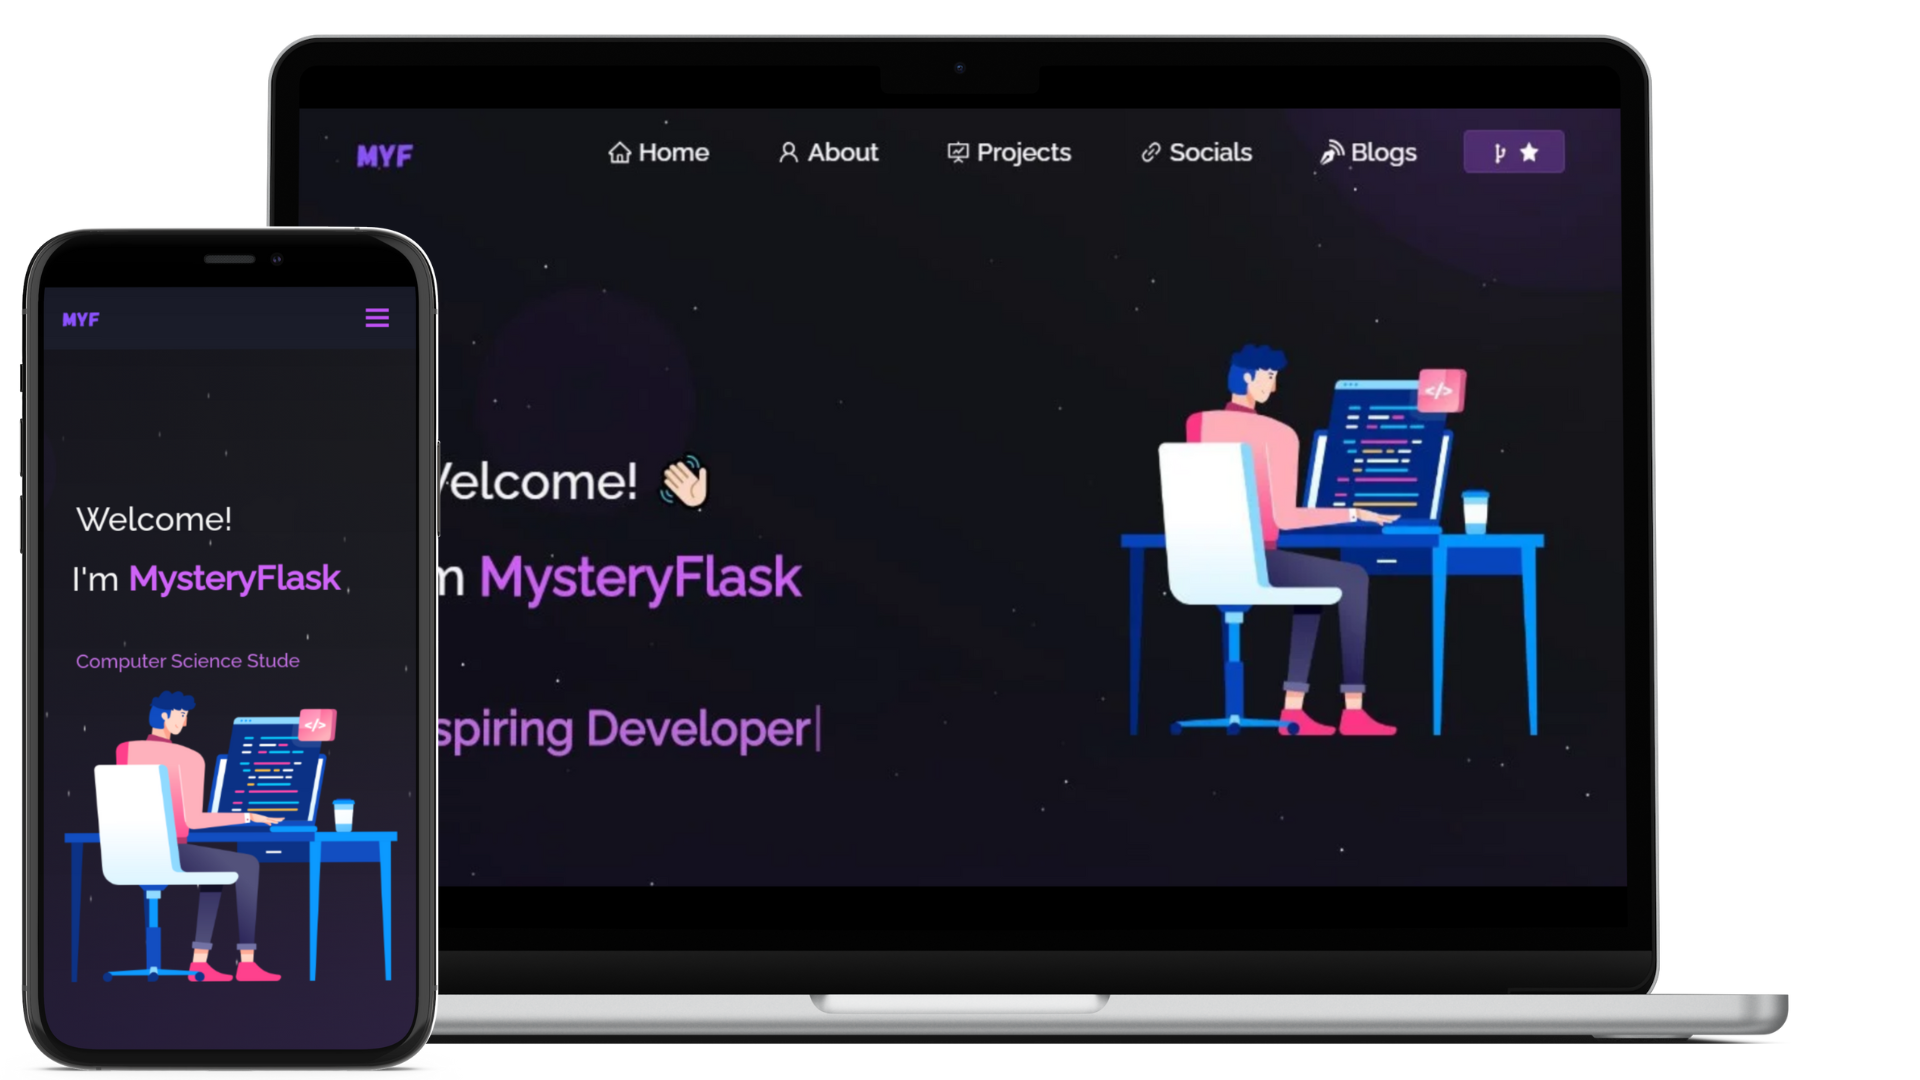 MYF
Home
About
Projects
Socials
Blogs
elcome!
m MysteryFlask
spiring Developer
</>
MYF
Welcome!
I'm MysteryFlask
Computer Science Stude
</>